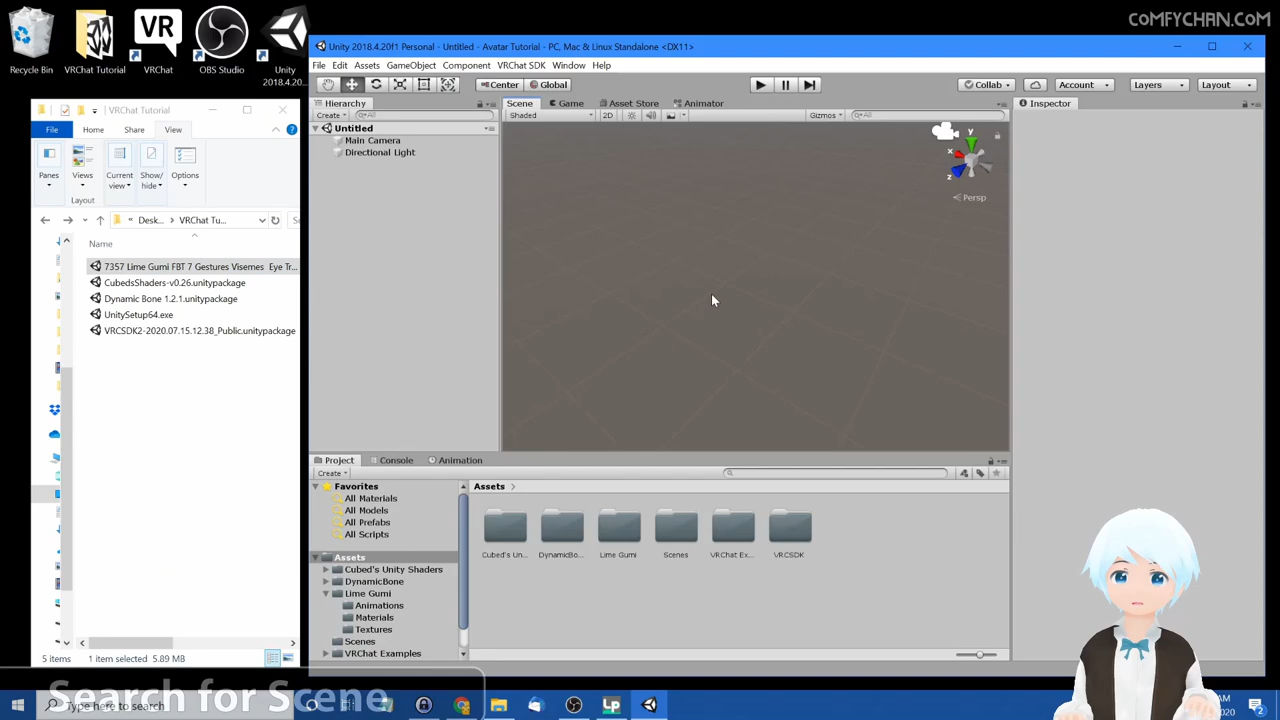 COMFYCHAN.COM
Recycle Bin
VRChat Tutorial
VR
VRChat
OBS Studio
Unity
2018.4.20...
Unity 2018.4.20f1 Personal - Untitled - Avatar Tutorial - PC, Mac & Linux Standalone <DX11>
File Edit Assets GameObject Component VRChat SDK Window Help
Center Global
Collab Account Layers Layout
VRChat Tutorial
File Home Share View
Panes
Views
Current view
Show/hide
Options
Layout
« Desk... > VRChat Tu...
Name
7357 Lime Gumi FBT 7 Gestures Visemes Eye Tr...
CubedsShaders-v0.26.unitypackage
Dynamic Bone 1.2.1.unitypackage
UnitySetup64.exe
VRCSDK2-2020.07.15.12.38_Public.unitypackage
5 items 1 item selected 5.89 MB
Hierarchy
Create All
Untitled
Main Camera
Directional Light
Scene Game Asset Store Animator
Shaded 2D Gizmos All
y
x
z
Persp
Inspector
Project Console Animation
Create
Favorites
All Materials
All Models
All Prefabs
All Scripts
Assets
Cubed's Unity Shaders
DynamicBone
Lime Gumi
Animations
Materials
Textures
Scenes
VRChat Examples
Assets
Cubed's Un... DynamicBo... Lime Gumi Scenes VRChat Ex... VRCSDK
Search for Scene
Type here to search
Lp
2